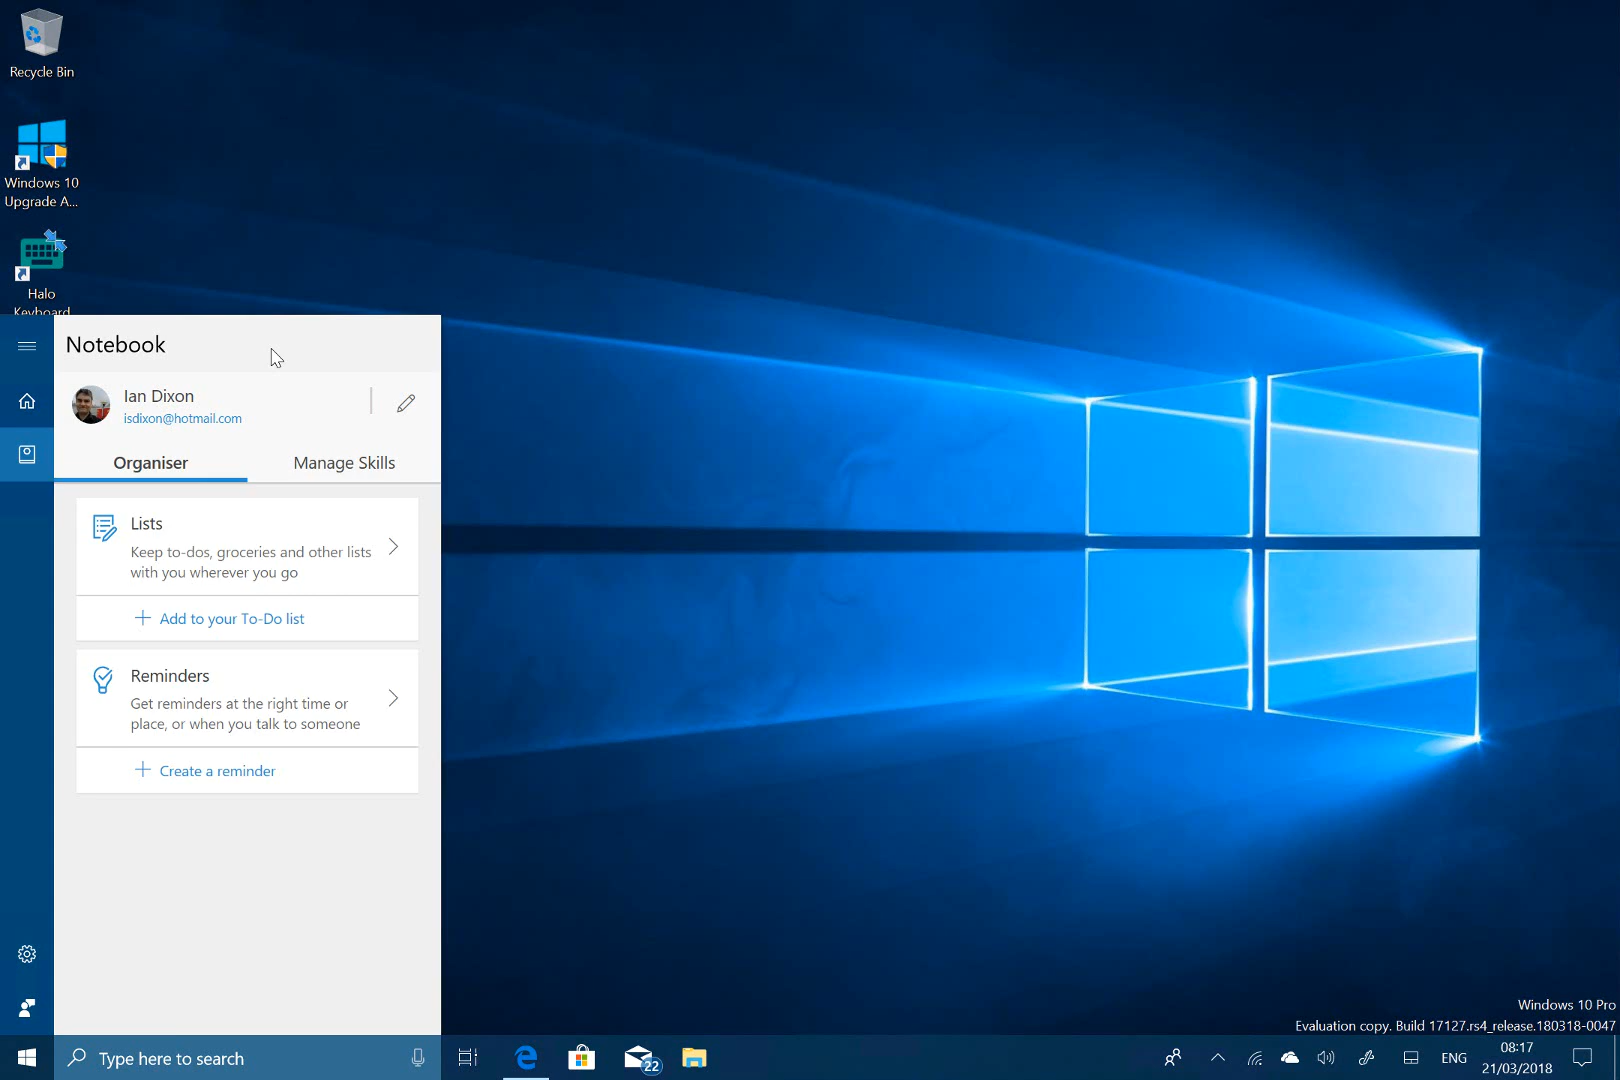 Recycle Bin
Windows 10
Upgrade A...
Halo
Keyboard
Notebook
Ian Dixon
isdixon@hotmail.com
Organiser
Manage Skills
Lists
Keep to-dos, groceries and other lists
with you wherever you go
Add to your To-Do list
Reminders
Get reminders at the right time or
place, or when you talk to someone
Create a reminder
Windows 10 Pro
Evaluation copy. Build 17127.rs4_release.180318-0047
Type here to search
22
ENG
08:17
21/03/2018